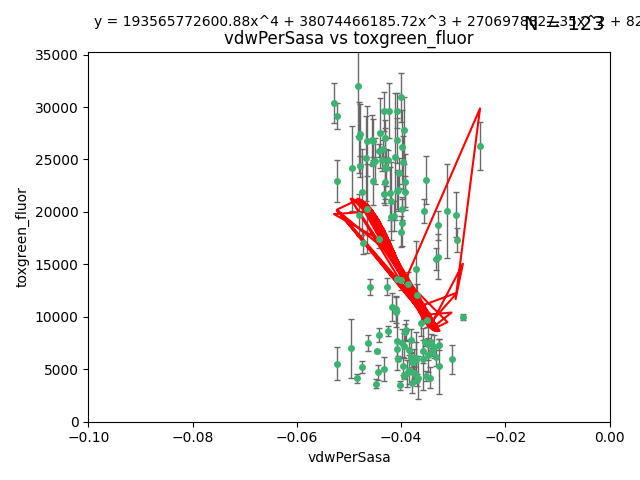 y = 193565772600.88x^4 + 38074466185.72x^3 +
N = 123
vdwPerSasa vs toxgreen_fluor
toxgreen_fluor
35000
30000
25000
20000
15000
10000
5000
0
−0.10 −0.08 −0.06 −0.04 −0.02 0.00
vdwPerSasa